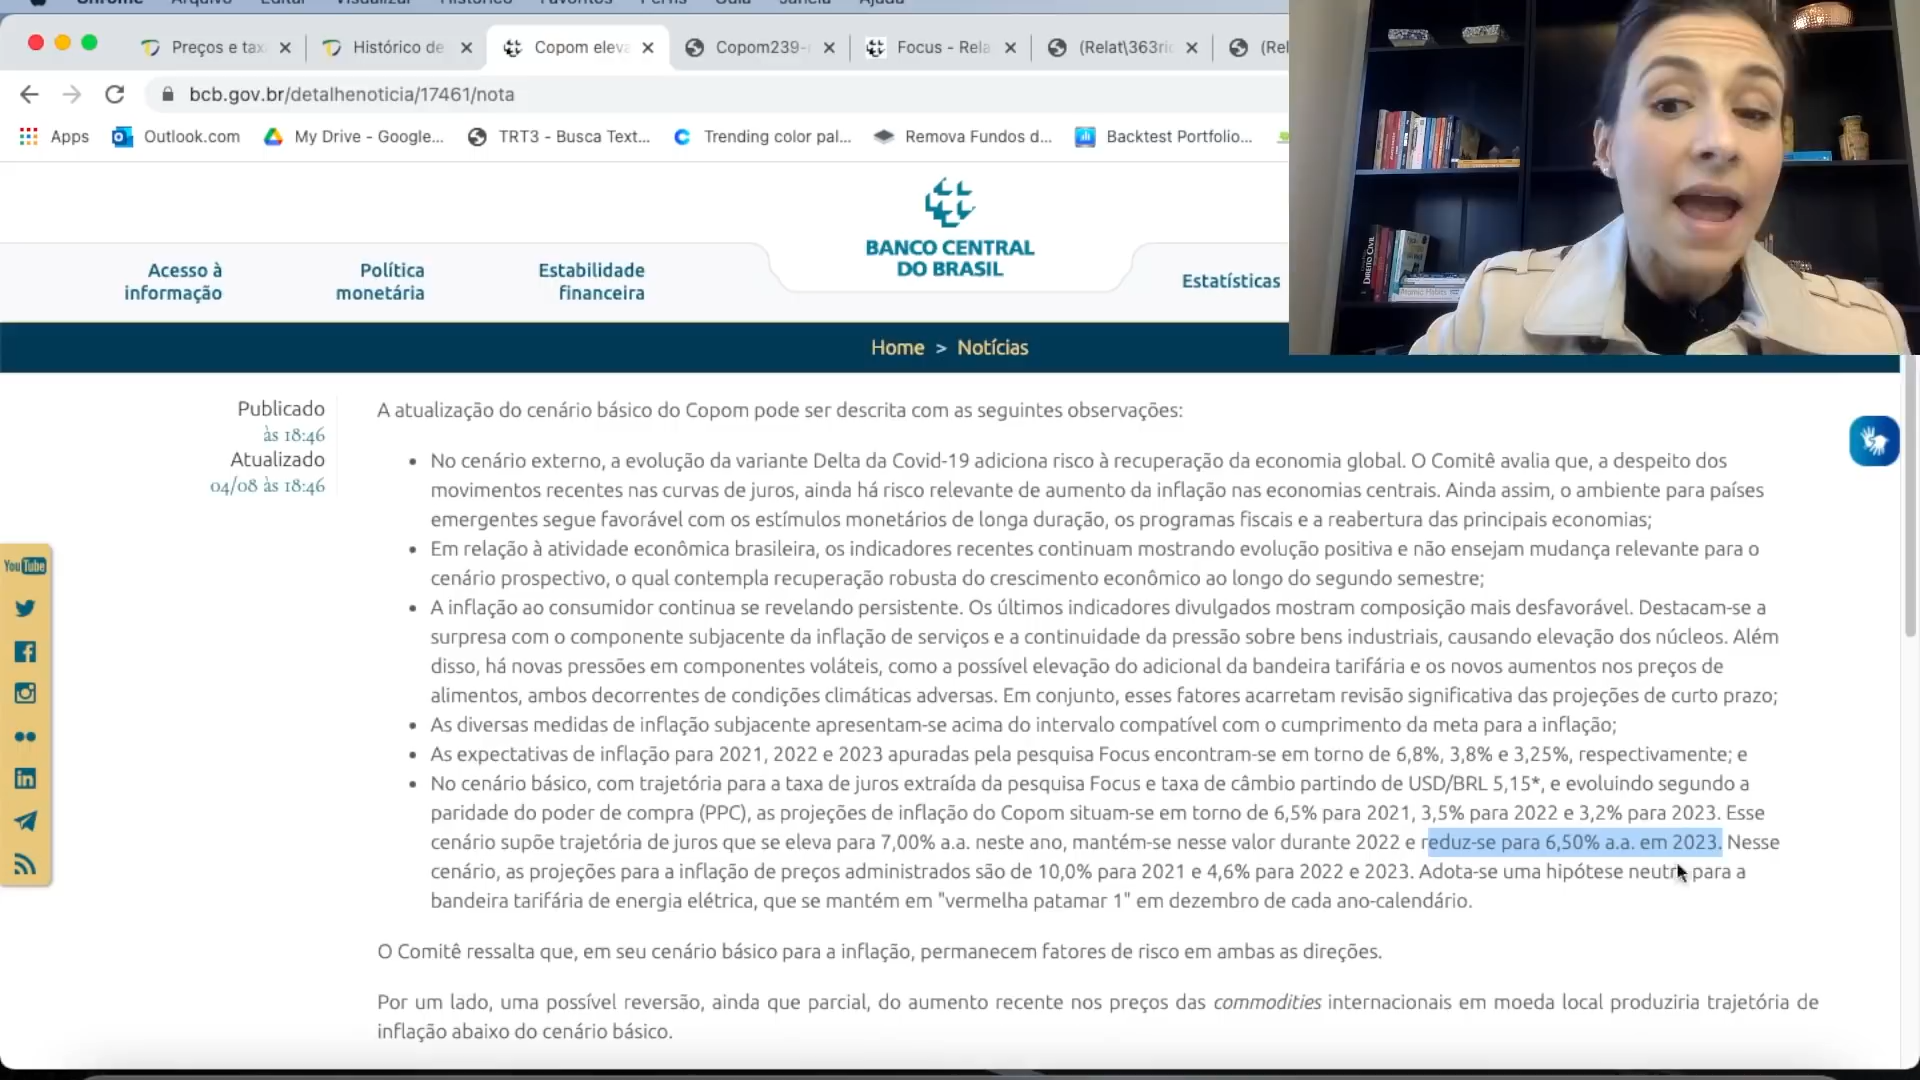 Chrome Arquivo Editar Visualizar Histórico Favoritos Perfis Guia Janela Ajuda
Preços e tax
Histórico de
Copom eleva
Copom239-
Focus - Rela
(Relat\363ri
(Rel
bcb.gov.br/detalhenoticia/17461/nota
Apps
Outlook.com
My Drive - Google...
TRT3 - Busca Text...
Trending color pal...
Remova Fundos d...
Backtest Portfolio...
BANCO CENTRAL
DO BRASIL
Acesso à
informação
Política
monetária
Estabilidade
financeira
Estatísticas
Home > Notícias
Publicado
às 18:46
Atualizado
04/08 às 18:46
A atualização do cenário básico do Copom pode ser descrita com as seguintes observações:
• No cenário externo, a evolução da variante Delta da Covid-19 adiciona risco à recuperação da economia global. O Comitê avalia que, a despeito dos
movimentos recentes nas curvas de juros, ainda há risco relevante de aumento da inflação nas economias centrais. Ainda assim, o ambiente para países
emergentes segue favorável com os estímulos monetários de longa duração, os programas fiscais e a reabertura das principais economias;
• Em relação à atividade econômica brasileira, os indicadores recentes continuam mostrando evolução positiva e não ensejam mudança relevante para o
cenário prospectivo, o qual contempla recuperação robusta do crescimento econômico ao longo do segundo semestre;
• A inflação ao consumidor continua se revelando persistente. Os últimos indicadores divulgados mostram composição mais desfavorável. Destacam-se a
surpresa com o componente subjacente da inflação de serviços e a continuidade da pressão sobre bens industriais, causando elevação dos núcleos. Além
disso, há novas pressões em componentes voláteis, como a possível elevação do adicional da bandeira tarifária e os novos aumentos nos preços de
alimentos, ambos decorrentes de condições climáticas adversas. Em conjunto, esses fatores acarretam revisão significativa das projeções de curto prazo;
• As diversas medidas de inflação subjacente apresentam-se acima do intervalo compatível com o cumprimento da meta para a inflação;
• As expectativas de inflação para 2021, 2022 e 2023 apuradas pela pesquisa Focus encontram-se em torno de 6,8%, 3,8% e 3,25%, respectivamente; e
• No cenário básico, com trajetória para a taxa de juros extraída da pesquisa Focus e taxa de câmbio partindo de USD/BRL 5,15*, e evoluindo segundo a
paridade do poder de compra (PPC), as projeções de inflação do Copom situam-se em torno de 6,5% para 2021, 3,5% para 2022 e 3,2% para 2023. Esse
cenário supõe trajetória de juros que se eleva para 7,00% a.a. neste ano, mantém-se nesse valor durante 2022 e reduz-se para 6,50% a.a. em 2023. Nesse
cenário, as projeções para a inflação de preços administrados são de 10,0% para 2021 e 4,6% para 2022 e 2023. Adota-se uma hipótese neutra para a
bandeira tarifária de energia elétrica, que se mantém em "vermelha patamar 1" em dezembro de cada ano-calendário.
O Comitê ressalta que, em seu cenário básico para a inflação, permanecem fatores de risco em ambas as direções.
Por um lado, uma possível reversão, ainda que parcial, do aumento recente nos preços das commodities internacionais em moeda local produziria trajetória de
inflação abaixo do cenário básico.
YouTube
DIREITO CIVIL
Atomic Habits